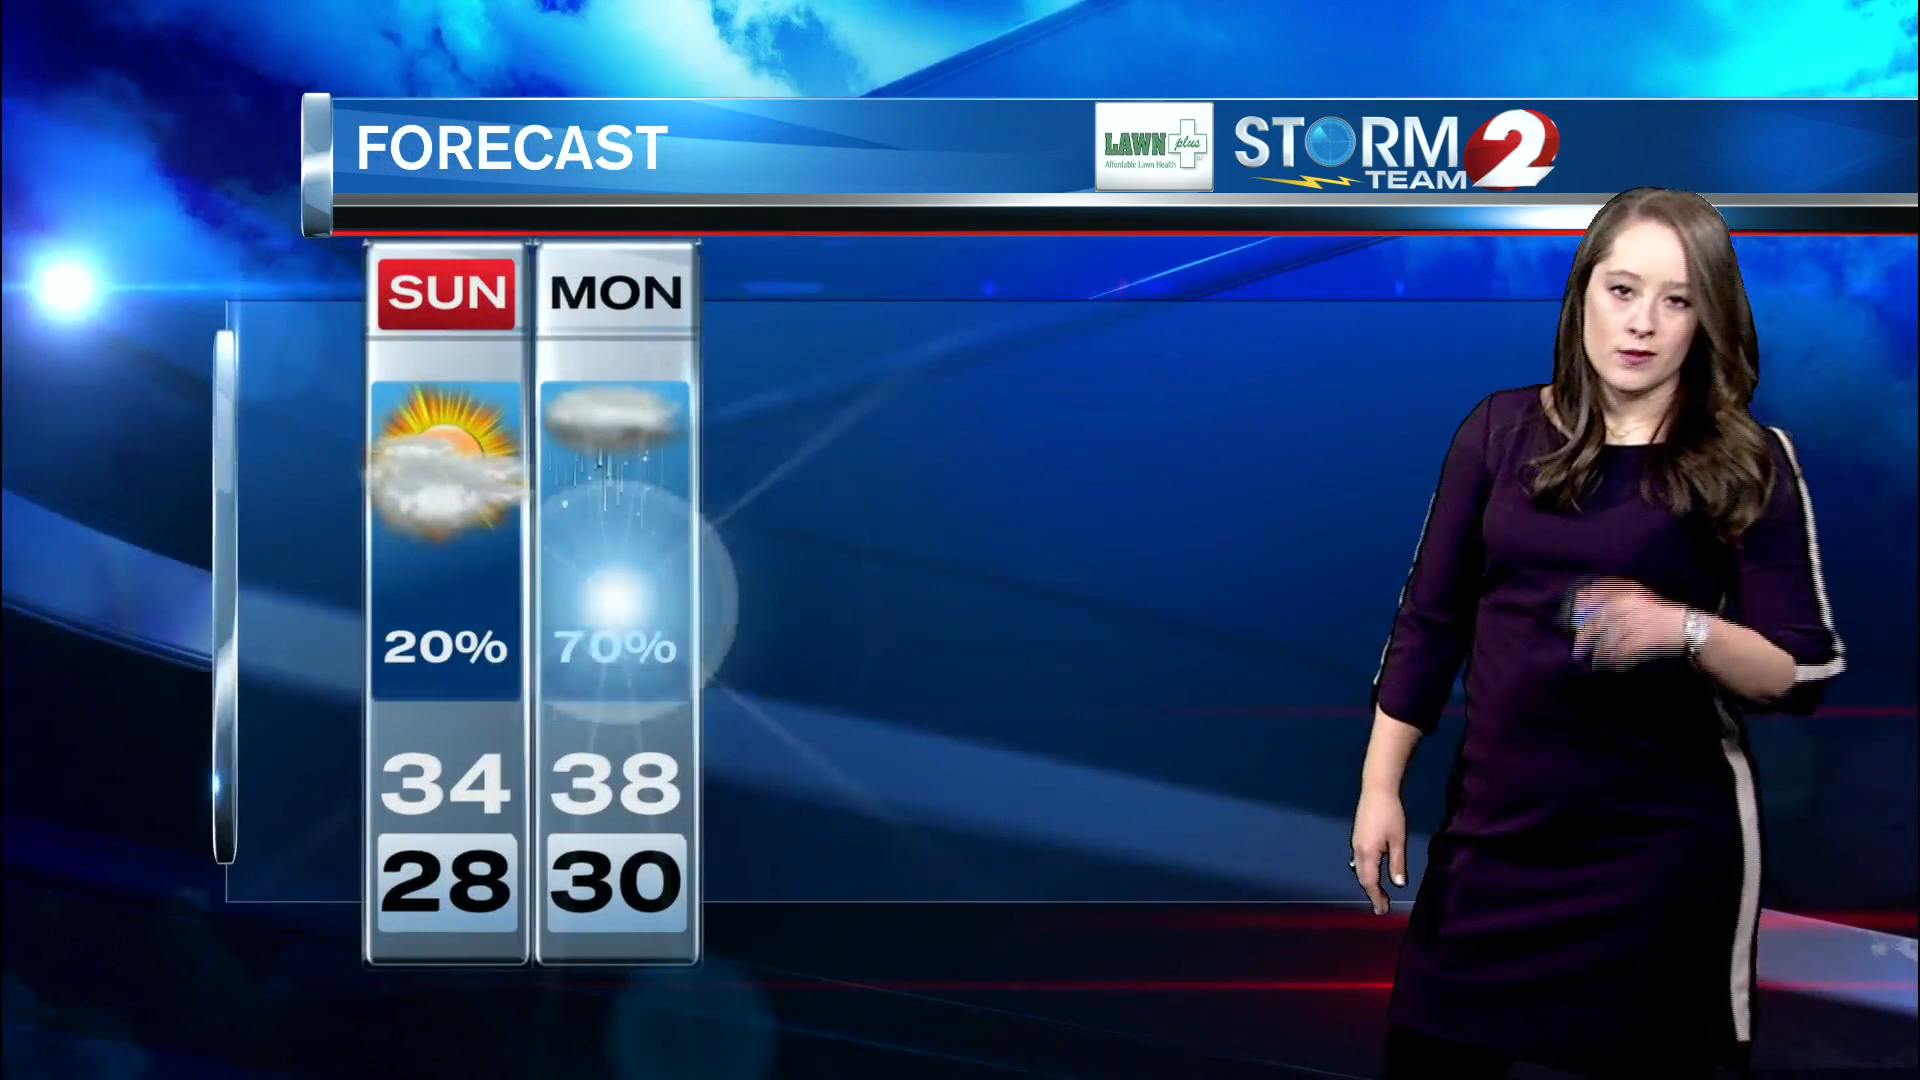 FORECAST
LAWN plus
Affordable Lawn Health
STORM
TEAM 2
SUN MON
20% 70%
34 38
28 30